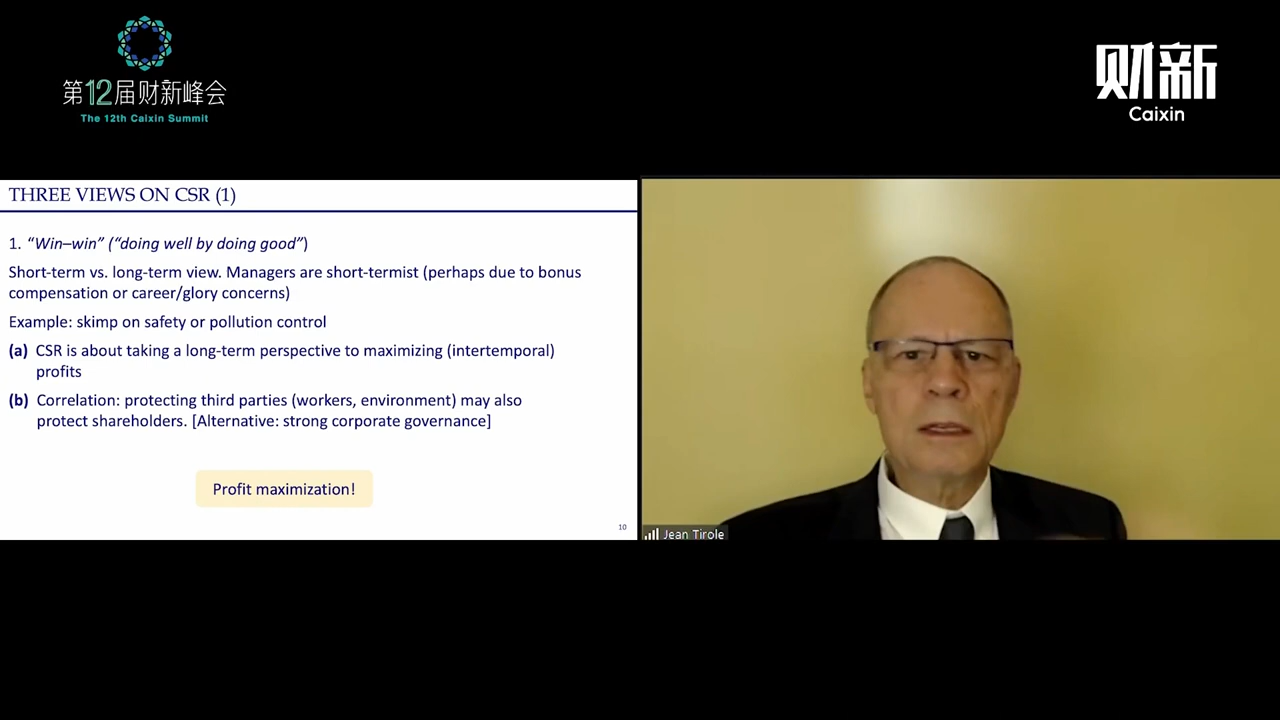 第12届财新峰会
The 12th Caixin Summit
财新
Caixin
THREE VIEWS ON CSR (1)
1. “Win–win” (“doing well by doing good”)
Short-term vs. long-term view. Managers are short-termist (perhaps due to bonus
compensation or career/glory concerns)
Example: skimp on safety or pollution control
(a) CSR is about taking a long-term perspective to maximizing (intertemporal)
profits
(b) Correlation: protecting third parties (workers, environment) may also
protect shareholders. [Alternative: strong corporate governance]
Profit maximization!
10
Jean Tirole